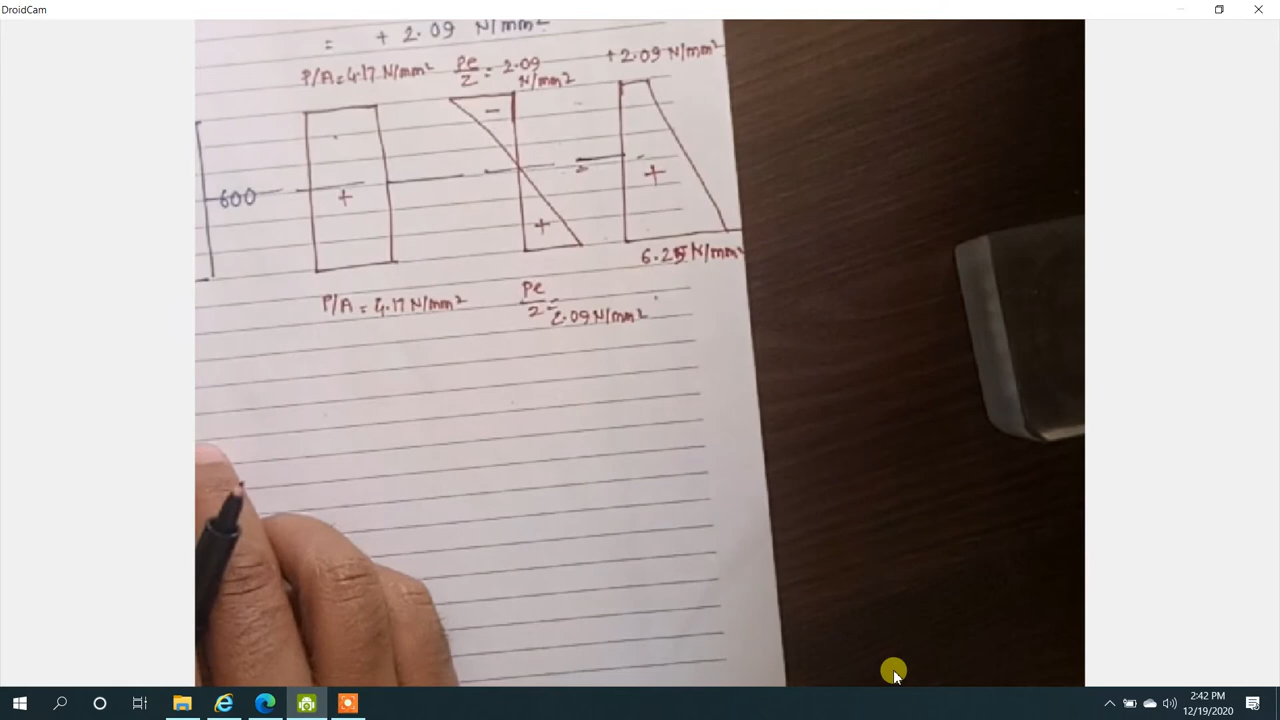 DroidCam
= + 2.09 N/mm²
P/A = 4.17 N/mm² Pe/Z = 2.09 N/mm² +2.09 N/mm²
-
600 + + =
+
6.25 N/mm²
P/A = 4.17 N/mm² Pe/Z = 2.09 N/mm²
2:42 PM
12/19/2020